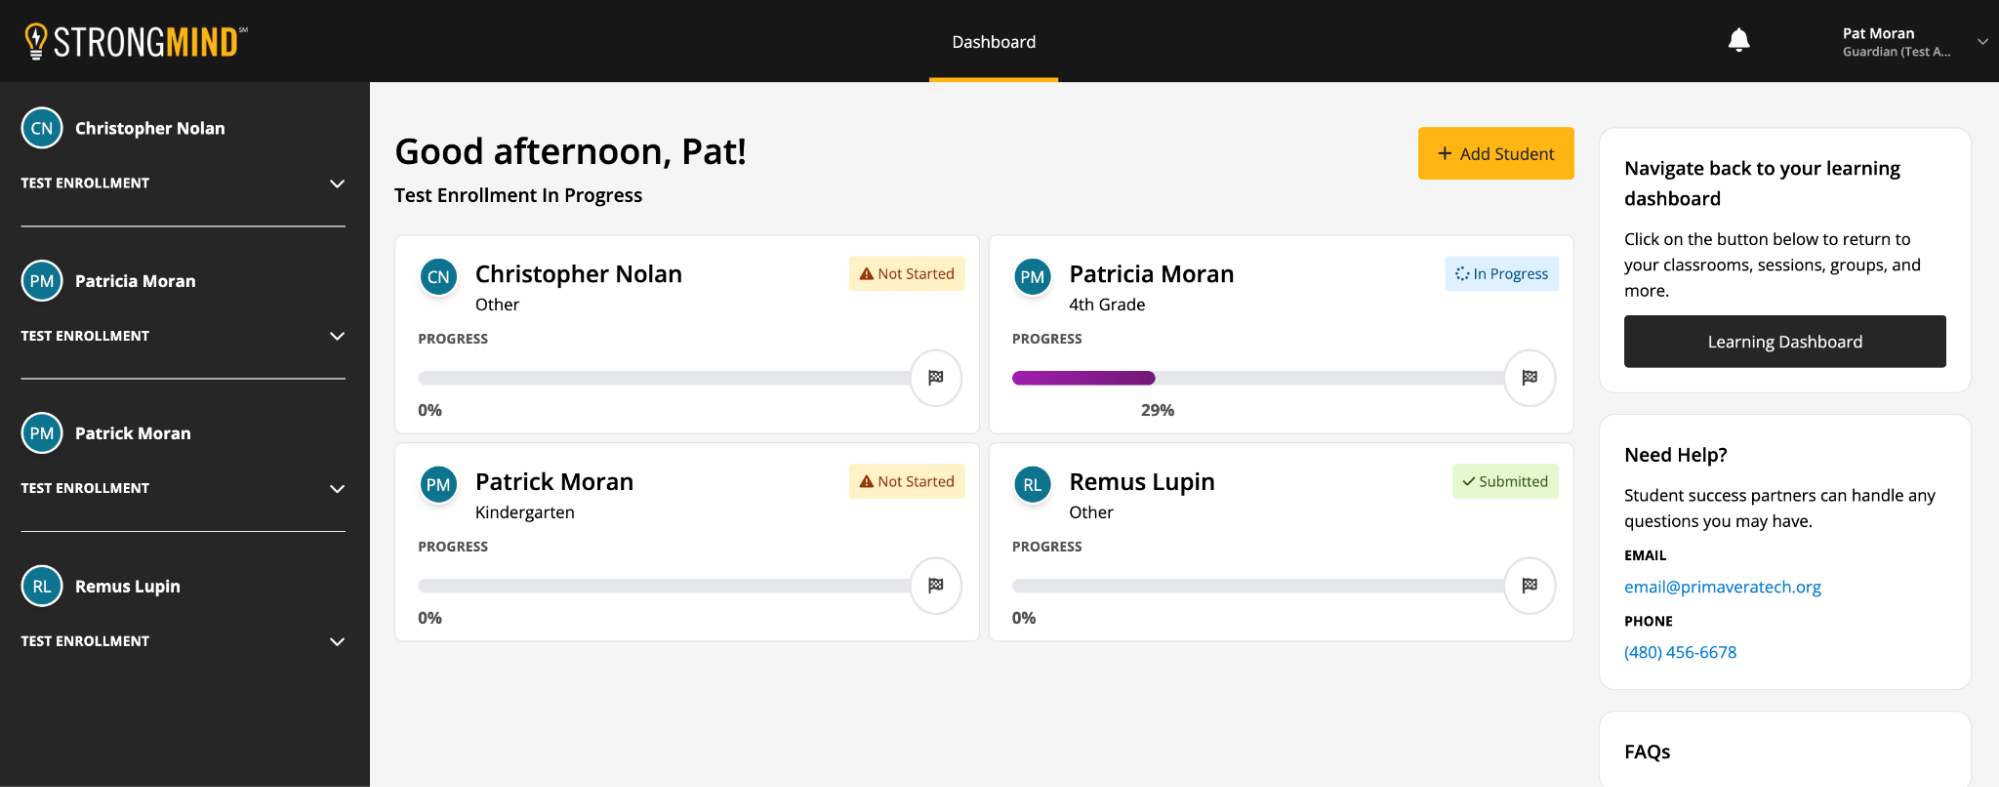 STRONGMIND℠
Dashboard
Pat Moran
Guardian (Test A...
CN Christopher Nolan
TEST ENROLLMENT
PM Patricia Moran
TEST ENROLLMENT
PM Patrick Moran
TEST ENROLLMENT
RL Remus Lupin
TEST ENROLLMENT
Good afternoon, Pat!
Test Enrollment In Progress
+ Add Student
CN Christopher Nolan
Not Started
Other
PROGRESS
0%
PM Patricia Moran
In Progress
4th Grade
PROGRESS
29%
PM Patrick Moran
Not Started
Kindergarten
PROGRESS
0%
RL Remus Lupin
Submitted
Other
PROGRESS
0%
Navigate back to your learning
dashboard
Click on the button below to return to
your classrooms, sessions, groups, and
more.
Learning Dashboard
Need Help?
Student success partners can handle any
questions you may have.
EMAIL
email@primaveratech.org
PHONE
(480) 456-6678
FAQs